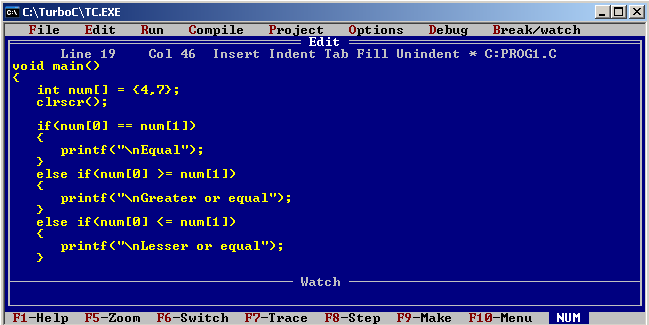 C:\TurboC\TC.EXE
File Edit Run Compile Project Options Debug Break/watch
Edit
Line 19 Col 46 Insert Indent Tab Fill Unindent * C:PROG1.C
void main()
{
int num[] = {4,7};
clrscr();
if(num[0] == num[1])
{
printf("\nEqual");
}
else if(num[0] >= num[1])
{
printf("\nGreater or equal");
}
else if(num[0] <= num[1])
{
printf("\nLesser or equal");
}
Watch
F1-Help F5-Zoom F6-Switch F7-Trace F8-Step F9-Make F10-Menu NUM